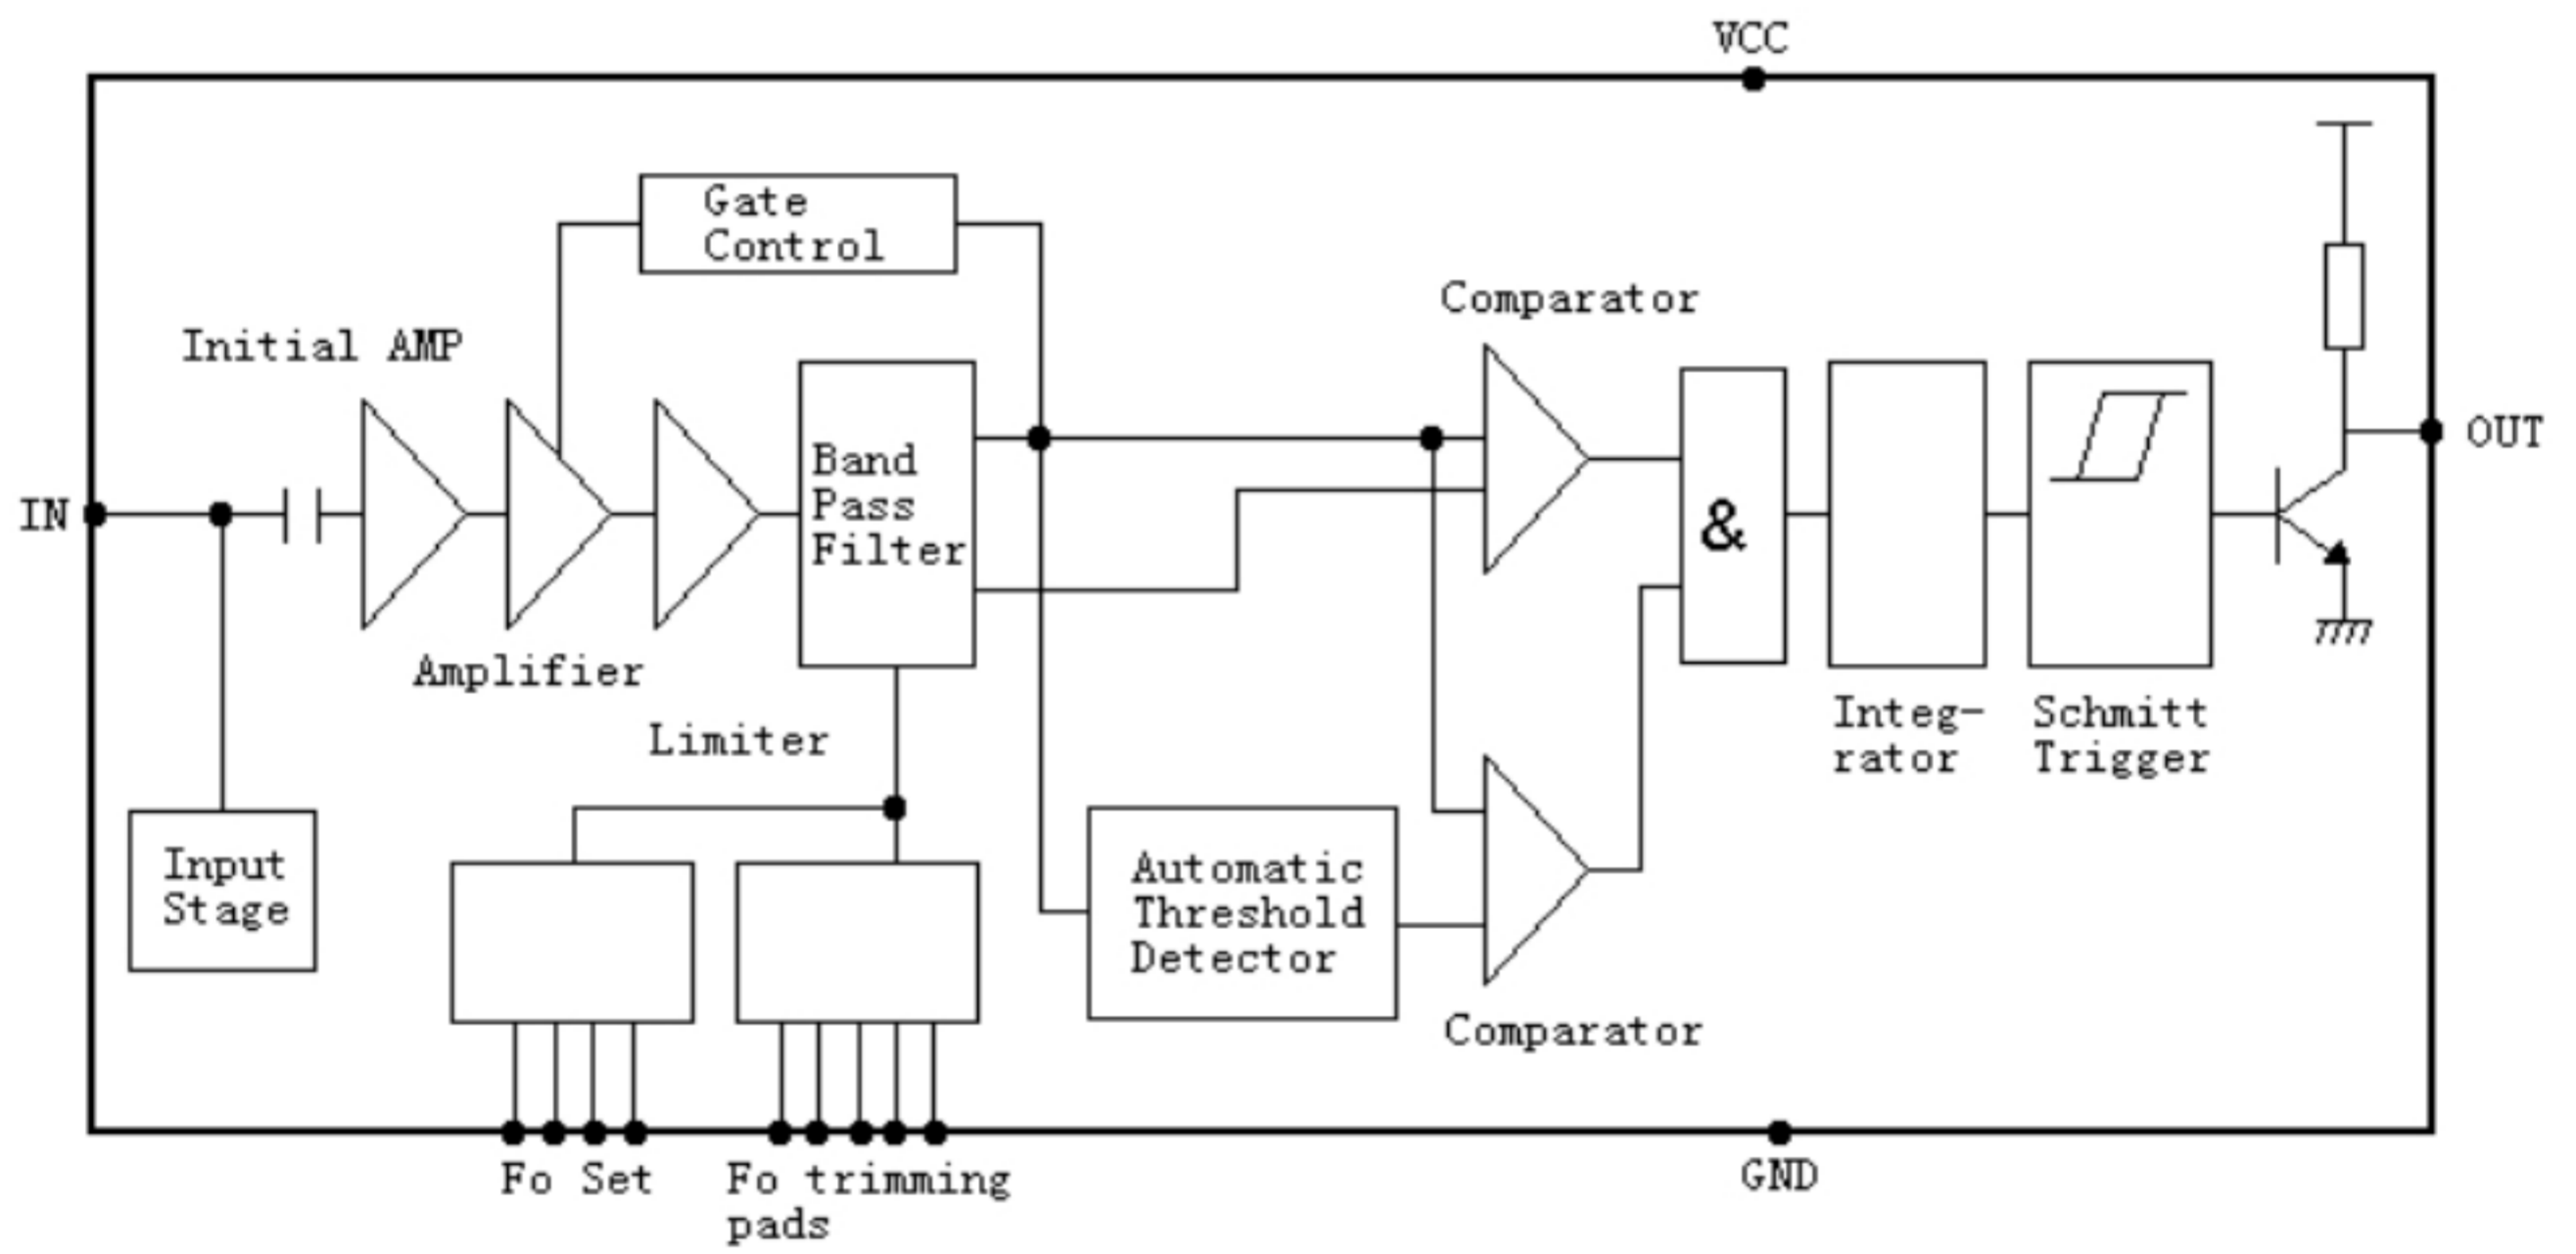 VCC
Gate
Control
Initial AMP
Comparator
Band
Pass
Filter
&
IN
OUT
Amplifier
Limiter
Integ-
rator
Schmitt
Trigger
Input
Stage
Automatic
Threshold
Detector
Comparator
Fo Set
Fo trimming
pads
GND